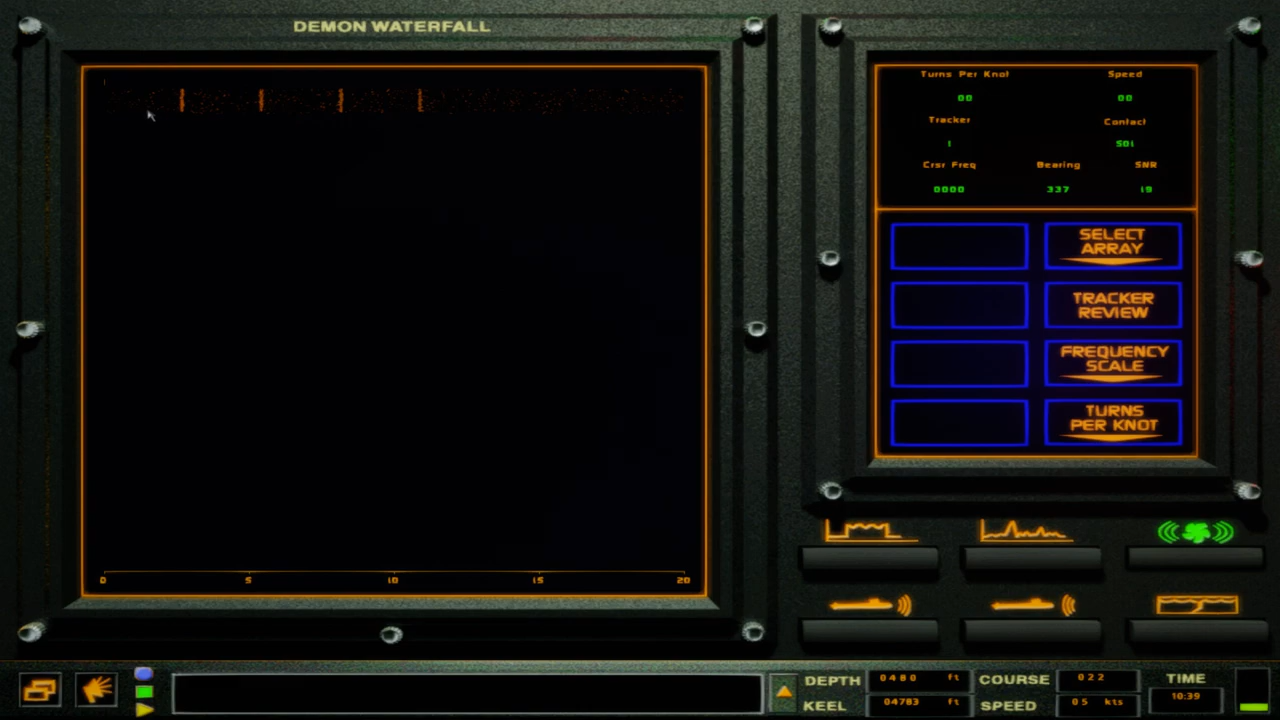 DEMON WATERFALL
0 5 10 15 20
Turns Per Knot Speed
00 00
Tracker Contact
1 S01
Crsr Freq Bearing SNR
0000 337 19
SELECT
ARRAY
TRACKER
REVIEW
FREQUENCY
SCALE
TURNS
PER KNOT
DEPTH 0480 ft COURSE 022 TIME
KEEL 04783 ft SPEED 05 kts 10:39